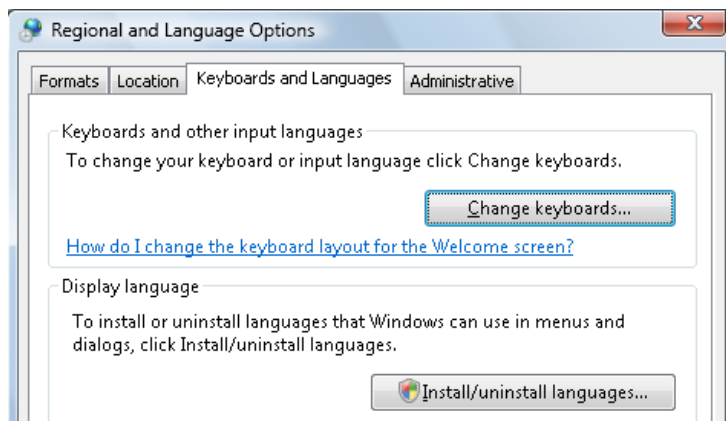 Regional and Language Options
Formats Location Keyboards and Languages Administrative
Keyboards and other input languages
To change your keyboard or input language click Change keyboards.
Change keyboards...
How do I change the keyboard layout for the Welcome screen?
Display language
To install or uninstall languages that Windows can use in menus and
dialogs, click Install/uninstall languages.
Install/uninstall languages...